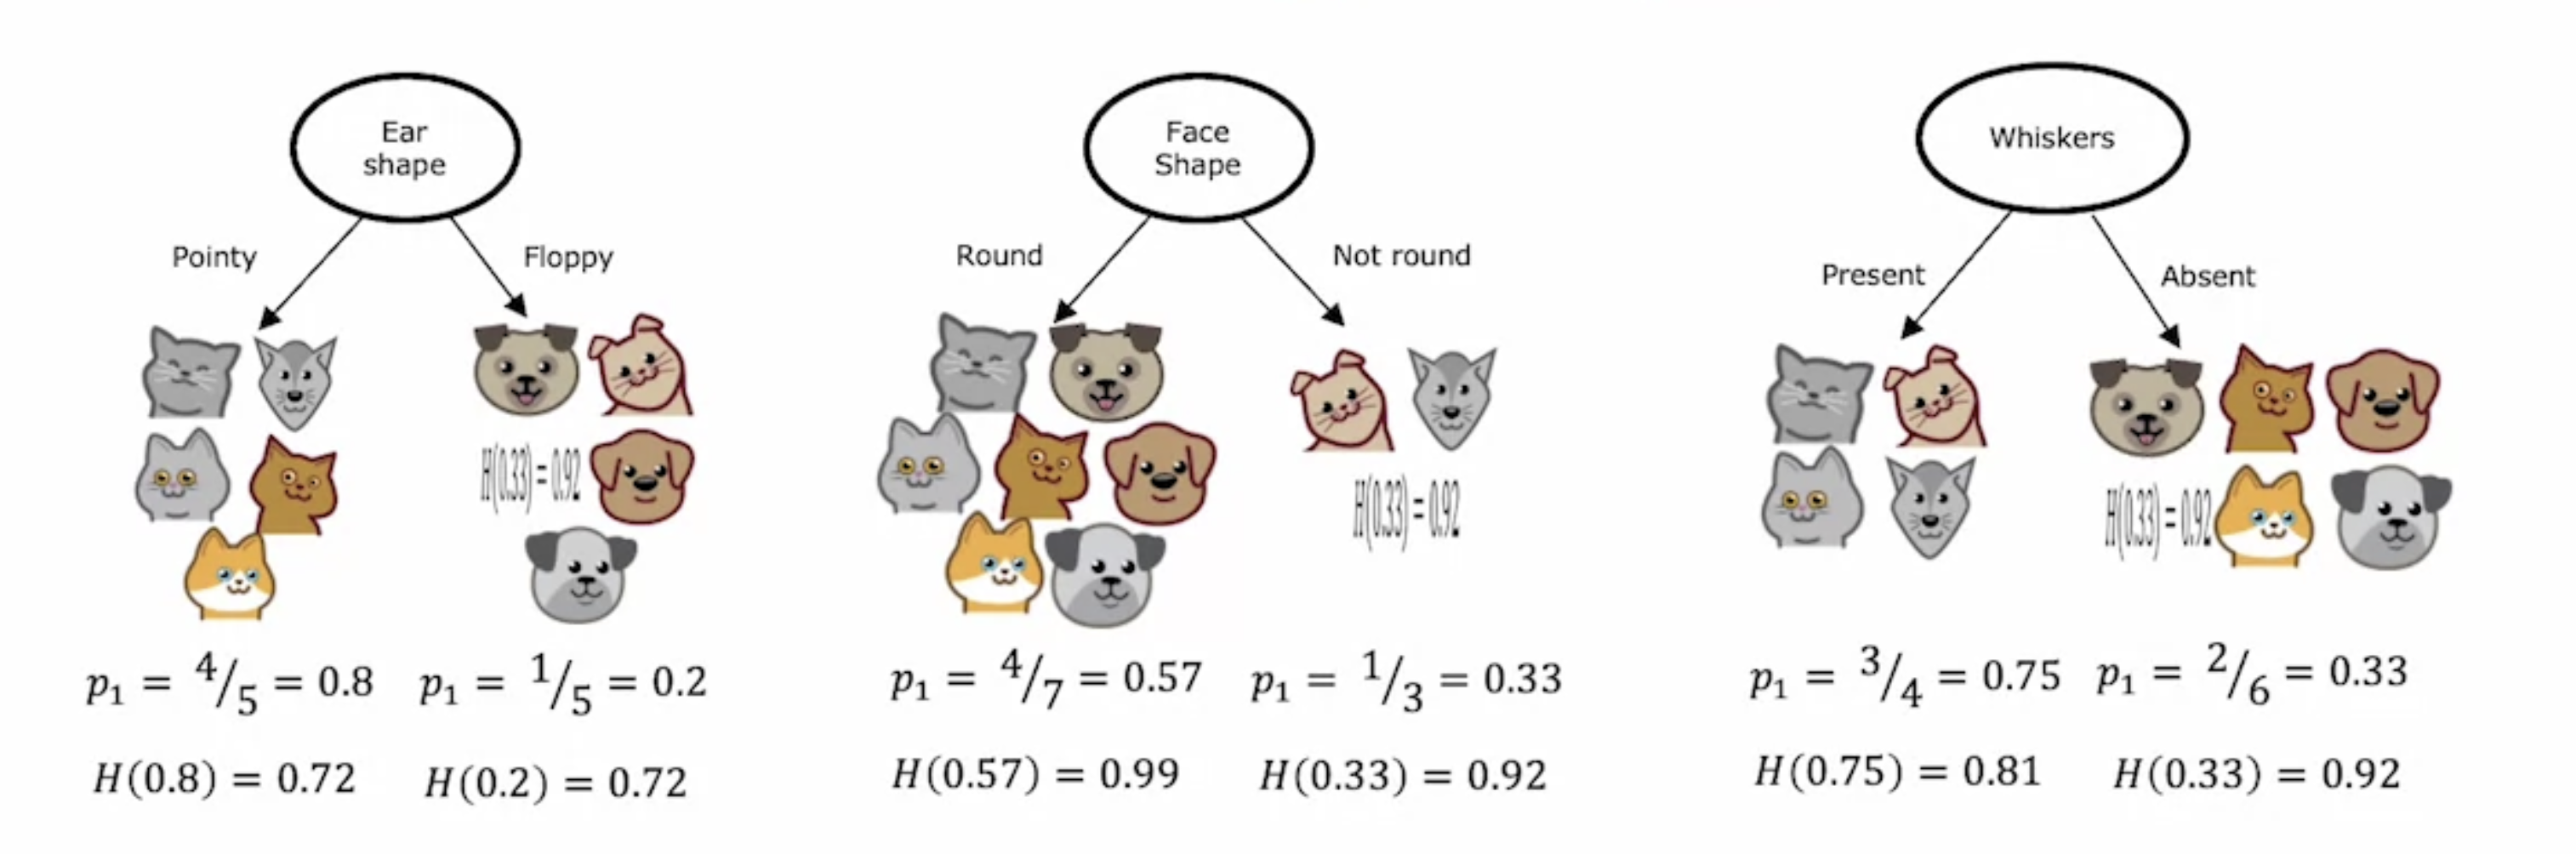 Ear
shape
Pointy
Floppy
H(0.33) = 0.92
p₁ = 4/5 = 0.8
p₁ = 1/5 = 0.2
H(0.8) = 0.72
H(0.2) = 0.72
Face
Shape
Round
Not round
H(0.33) = 0.92
p₁ = 4/7 = 0.57
p₁ = 1/3 = 0.33
H(0.57) = 0.99
H(0.33) = 0.92
Whiskers
Present
Absent
H(0.33) = 0.92
p₁ = 3/4 = 0.75
p₁ = 2/6 = 0.33
H(0.75) = 0.81
H(0.33) = 0.92